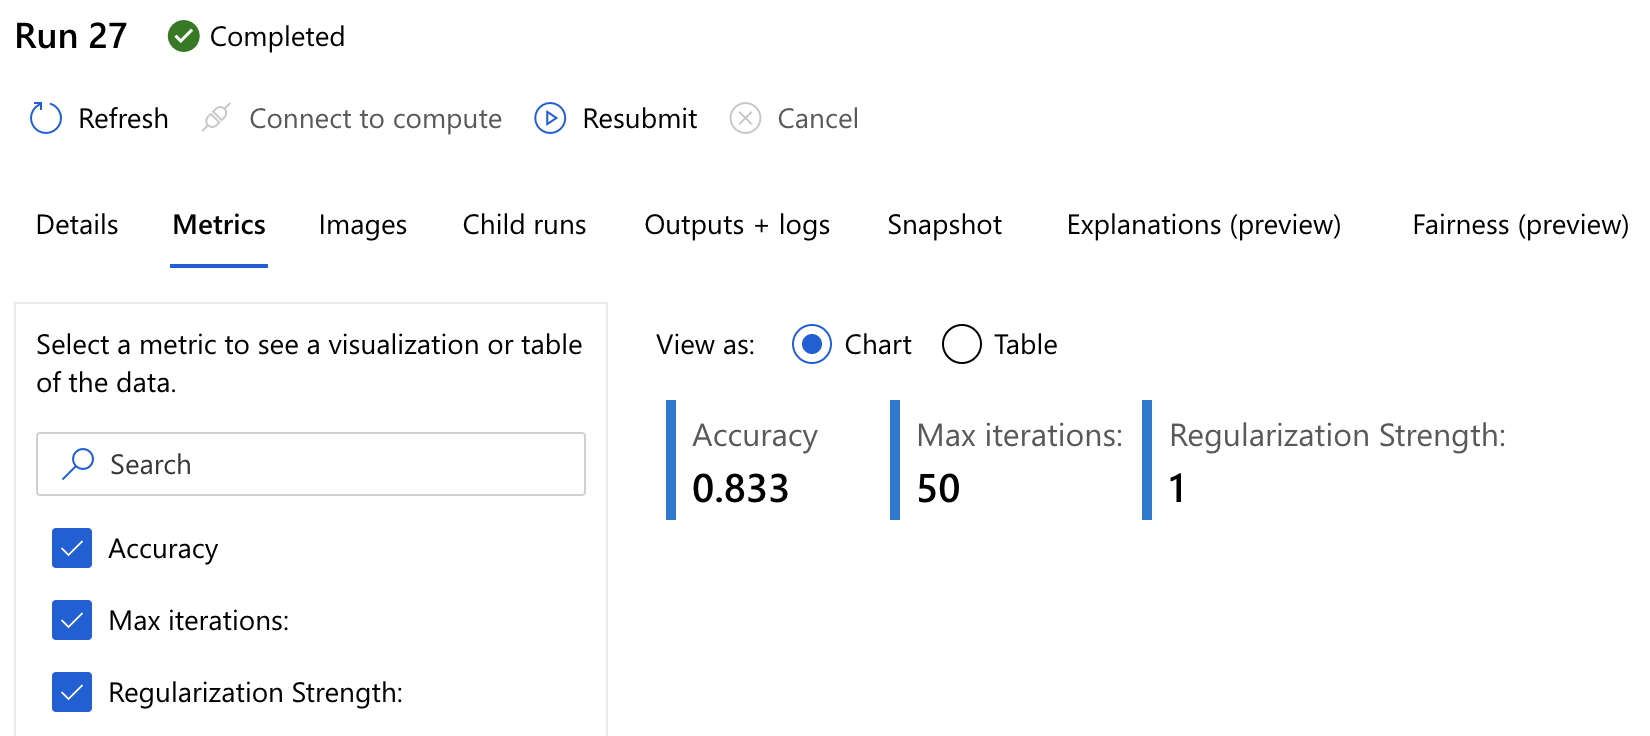 Run 27 Completed
Refresh Connect to compute Resubmit Cancel
Details Metrics Images Child runs Outputs + logs Snapshot Explanations (preview) Fairness (preview)
Select a metric to see a visualization or table
of the data.
Search
Accuracy
Max iterations:
Regularization Strength:
View as: Chart Table
Accuracy Max iterations: Regularization Strength:
0.833 50 1